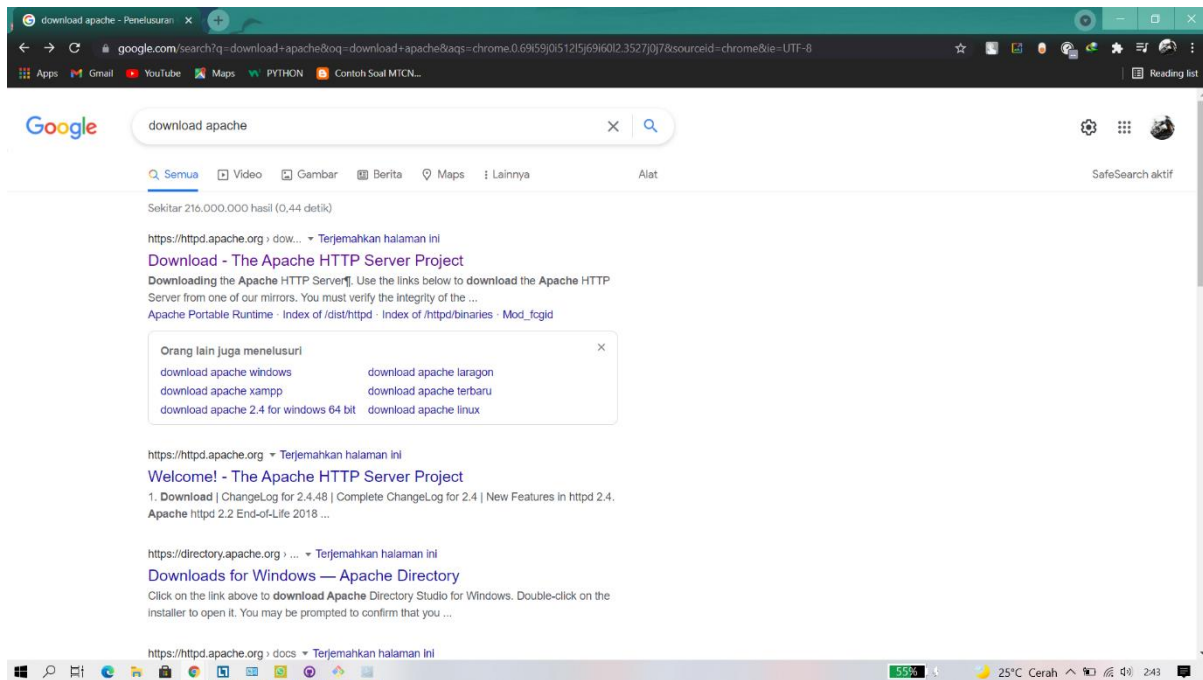 download apache - Penelusuran
google.com/search?q=download+apache&oq=download+apache&aqs=chrome.0.69i59j0i512l5j69i60l2.3527j0j7&sourceid=chrome&ie=UTF-8
Apps Gmail YouTube Maps PYTHON Contoh Soal MTCN... Reading list
Google download apache
Semua Video Gambar Berita Maps Lainnya Alat SafeSearch aktif
Sekitar 216.000.000 hasil (0,44 detik)
https://httpd.apache.org › dow... Terjemahkan halaman ini
Download - The Apache HTTP Server Project
Downloading the Apache HTTP Server¶. Use the links below to download the Apache HTTP
Server from one of our mirrors. You must verify the integrity of the ...
Apache Portable Runtime · Index of /dist/httpd · Index of /httpd/binaries · Mod_fcgid
Orang lain juga menelusuri
download apache windows download apache laragon
download apache xampp download apache terbaru
download apache 2.4 for windows 64 bit download apache linux
https://httpd.apache.org Terjemahkan halaman ini
Welcome! - The Apache HTTP Server Project
1. Download | ChangeLog for 2.4.48 | Complete ChangeLog for 2.4 | New Features in httpd 2.4.
Apache httpd 2.2 End-of-Life 2018 ...
https://directory.apache.org › ... Terjemahkan halaman ini
Downloads for Windows — Apache Directory
Click on the link above to download Apache Directory Studio for Windows. Double-click on the
installer to open it. You may be prompted to confirm that you ...
https://httpd.apache.org › docs Terjemahkan halaman ini
55% 25°C Cerah 2:43